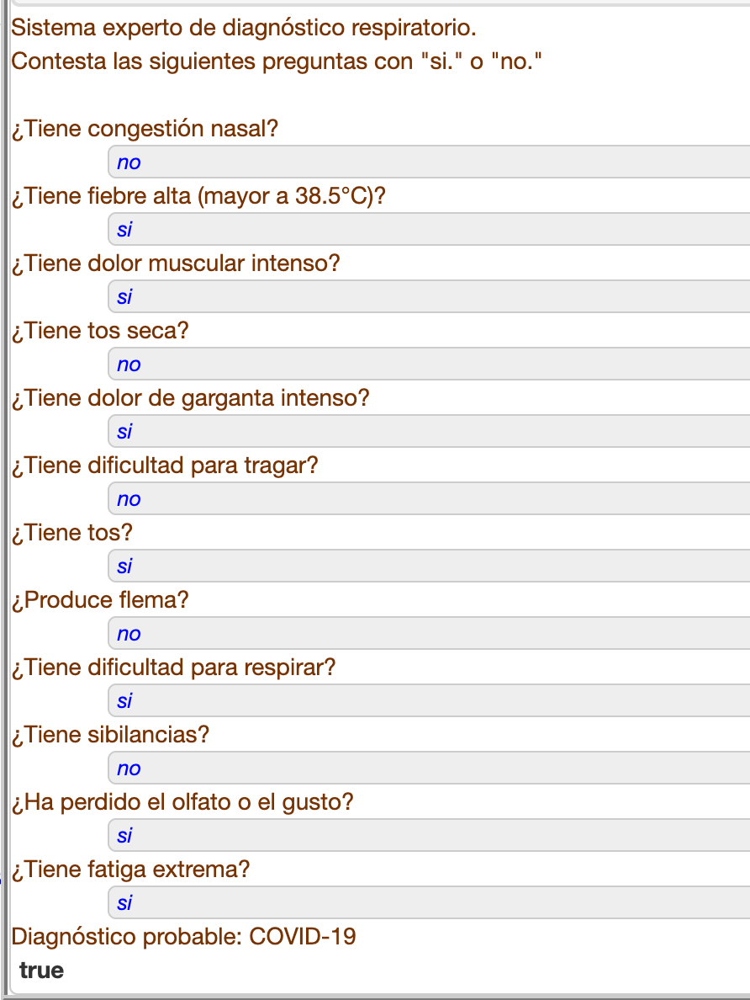 Sistema experto de diagnóstico respiratorio.
Contesta las siguientes preguntas con "si." o "no."
¿Tiene congestión nasal?
no
¿Tiene fiebre alta (mayor a 38.5°C)?
si
¿Tiene dolor muscular intenso?
si
¿Tiene tos seca?
no
¿Tiene dolor de garganta intenso?
si
¿Tiene dificultad para tragar?
no
¿Tiene tos?
si
¿Produce flema?
no
¿Tiene dificultad para respirar?
si
¿Tiene sibilancias?
no
¿Ha perdido el olfato o el gusto?
si
¿Tiene fatiga extrema?
si
Diagnóstico probable: COVID-19
true